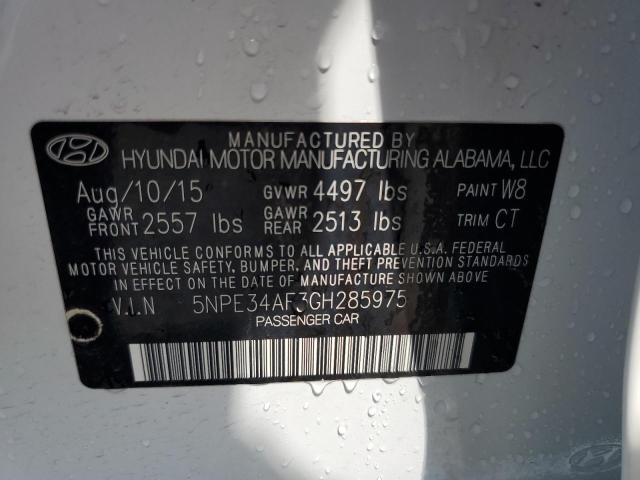 MANUFACTURED BY
HYUNDAI MOTOR MANUFACTURING ALABAMA, LLC
Aug/10/15 GVWR 4497 lbs PAINT W8
GAWR FRONT 2557 lbs GAWR REAR 2513 lbs TRIM CT
THIS VEHICLE CONFORMS TO ALL APPLICABLE U.S.A. FEDERAL
MOTOR VEHICLE SAFETY, BUMPER, AND THEFT PREVENTION STANDARDS
IN EFFECT ON THE DATE OF MANUFACTURE SHOWN ABOVE
V.I.N 5NPE34AF3GH285975
PASSENGER CAR